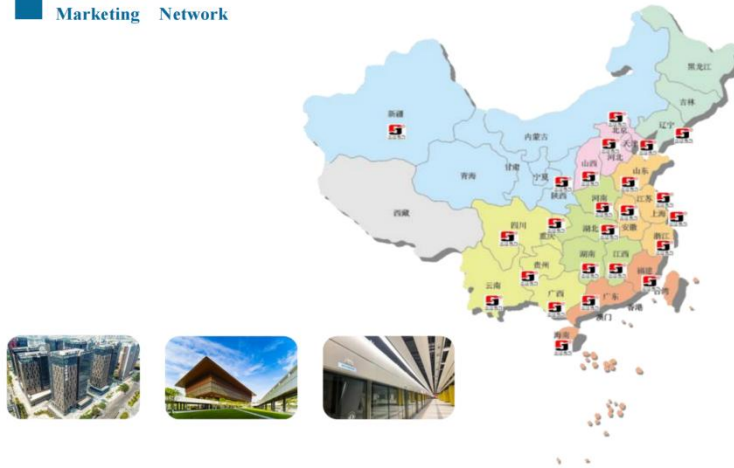 Marketing Network
黑龙江
吉林
辽宁
新疆
内蒙古
北京
天津
河北
山西
山东
甘肃
青海
宁夏
陕西
河南
江苏
西藏
上海
安徽
四川
重庆
湖北
浙江
贵州
湖南
江西
福建
云南
广西
广东
台湾
香港
澳门
海南